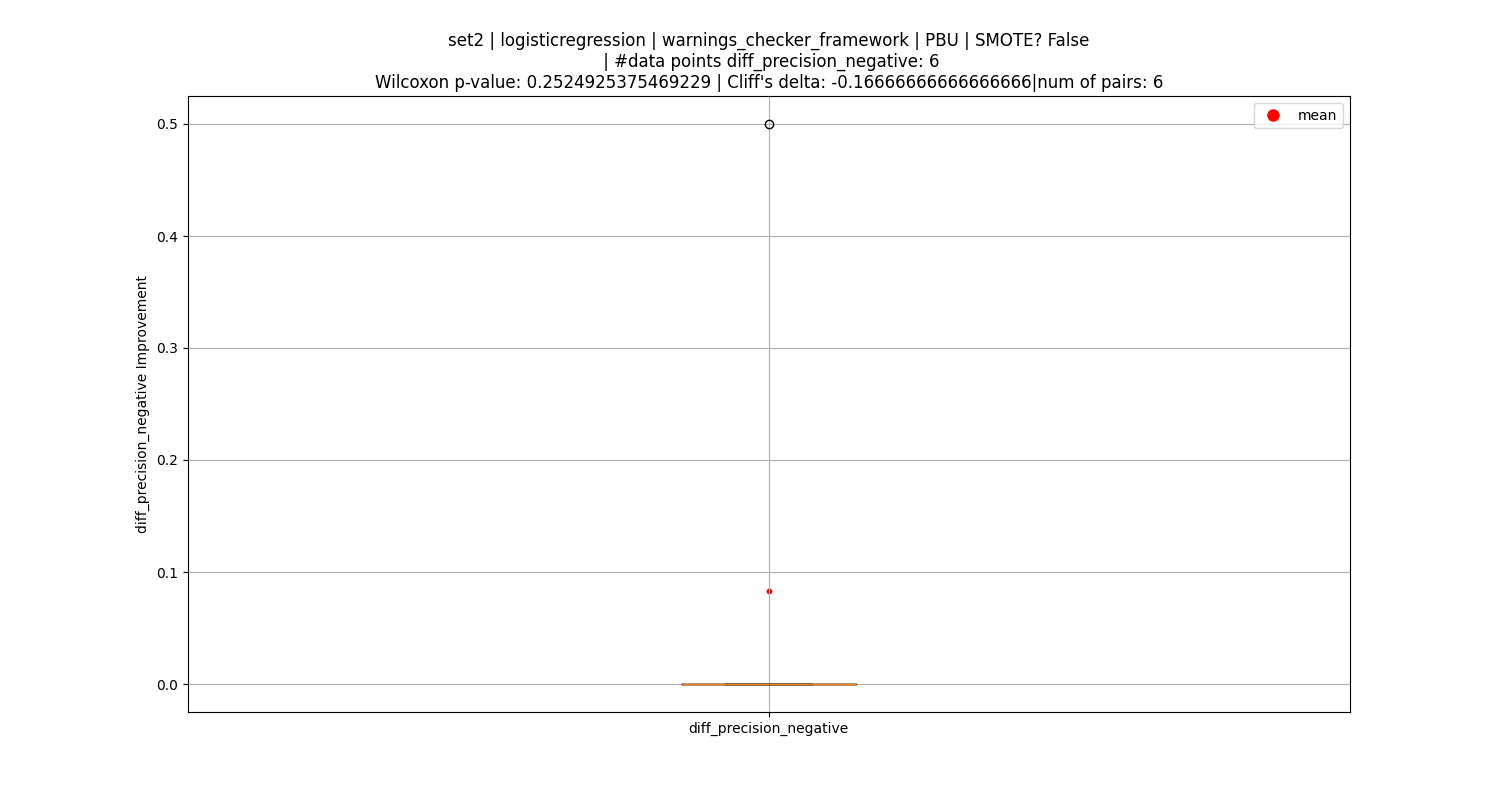 set2 | logisticregression | warnings_checker_framework | PBU | SMOTE? False
| #data points diff_precision_negative: 6
Wilcoxon p-value: 0.2524925375469229 | Cliff's delta: -0.16666666666666666|num of pairs: 6
mean
0.5
0.4
0.3
0.2
0.1
0.0
diff_precision_negative Improvement
diff_precision_negative